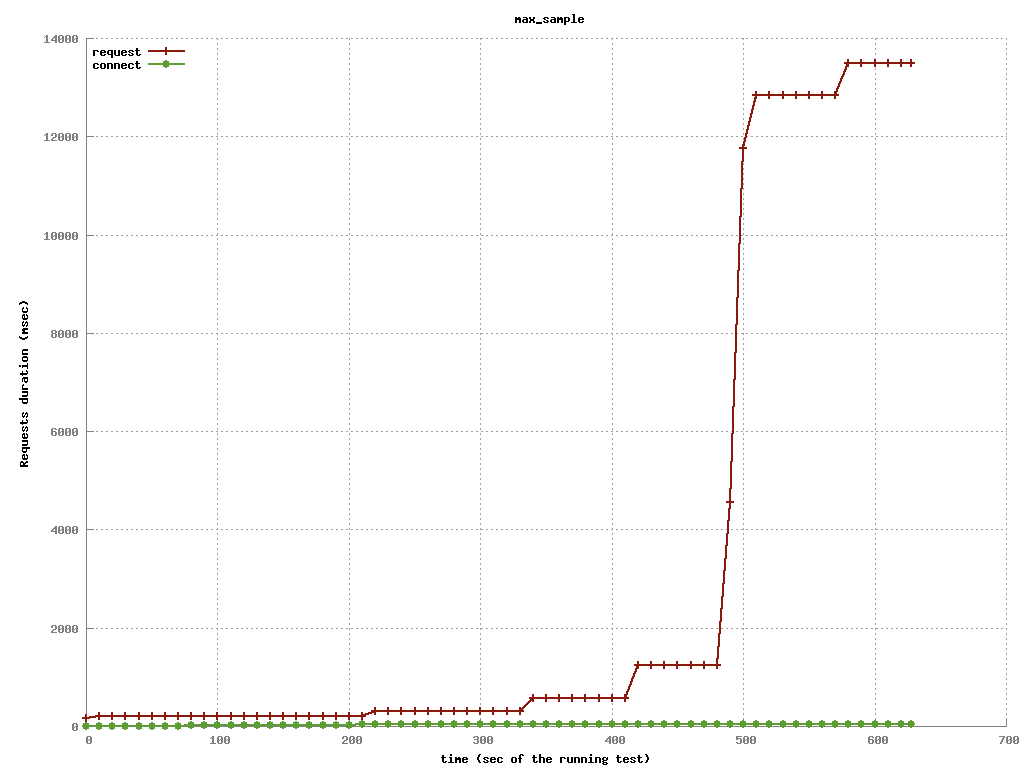 max_sample
14000
request
connect
12000
10000
8000
6000
4000
2000
0
Requests duration (msec)
0 100 200 300 400 500 600 700
time (sec of the running test)